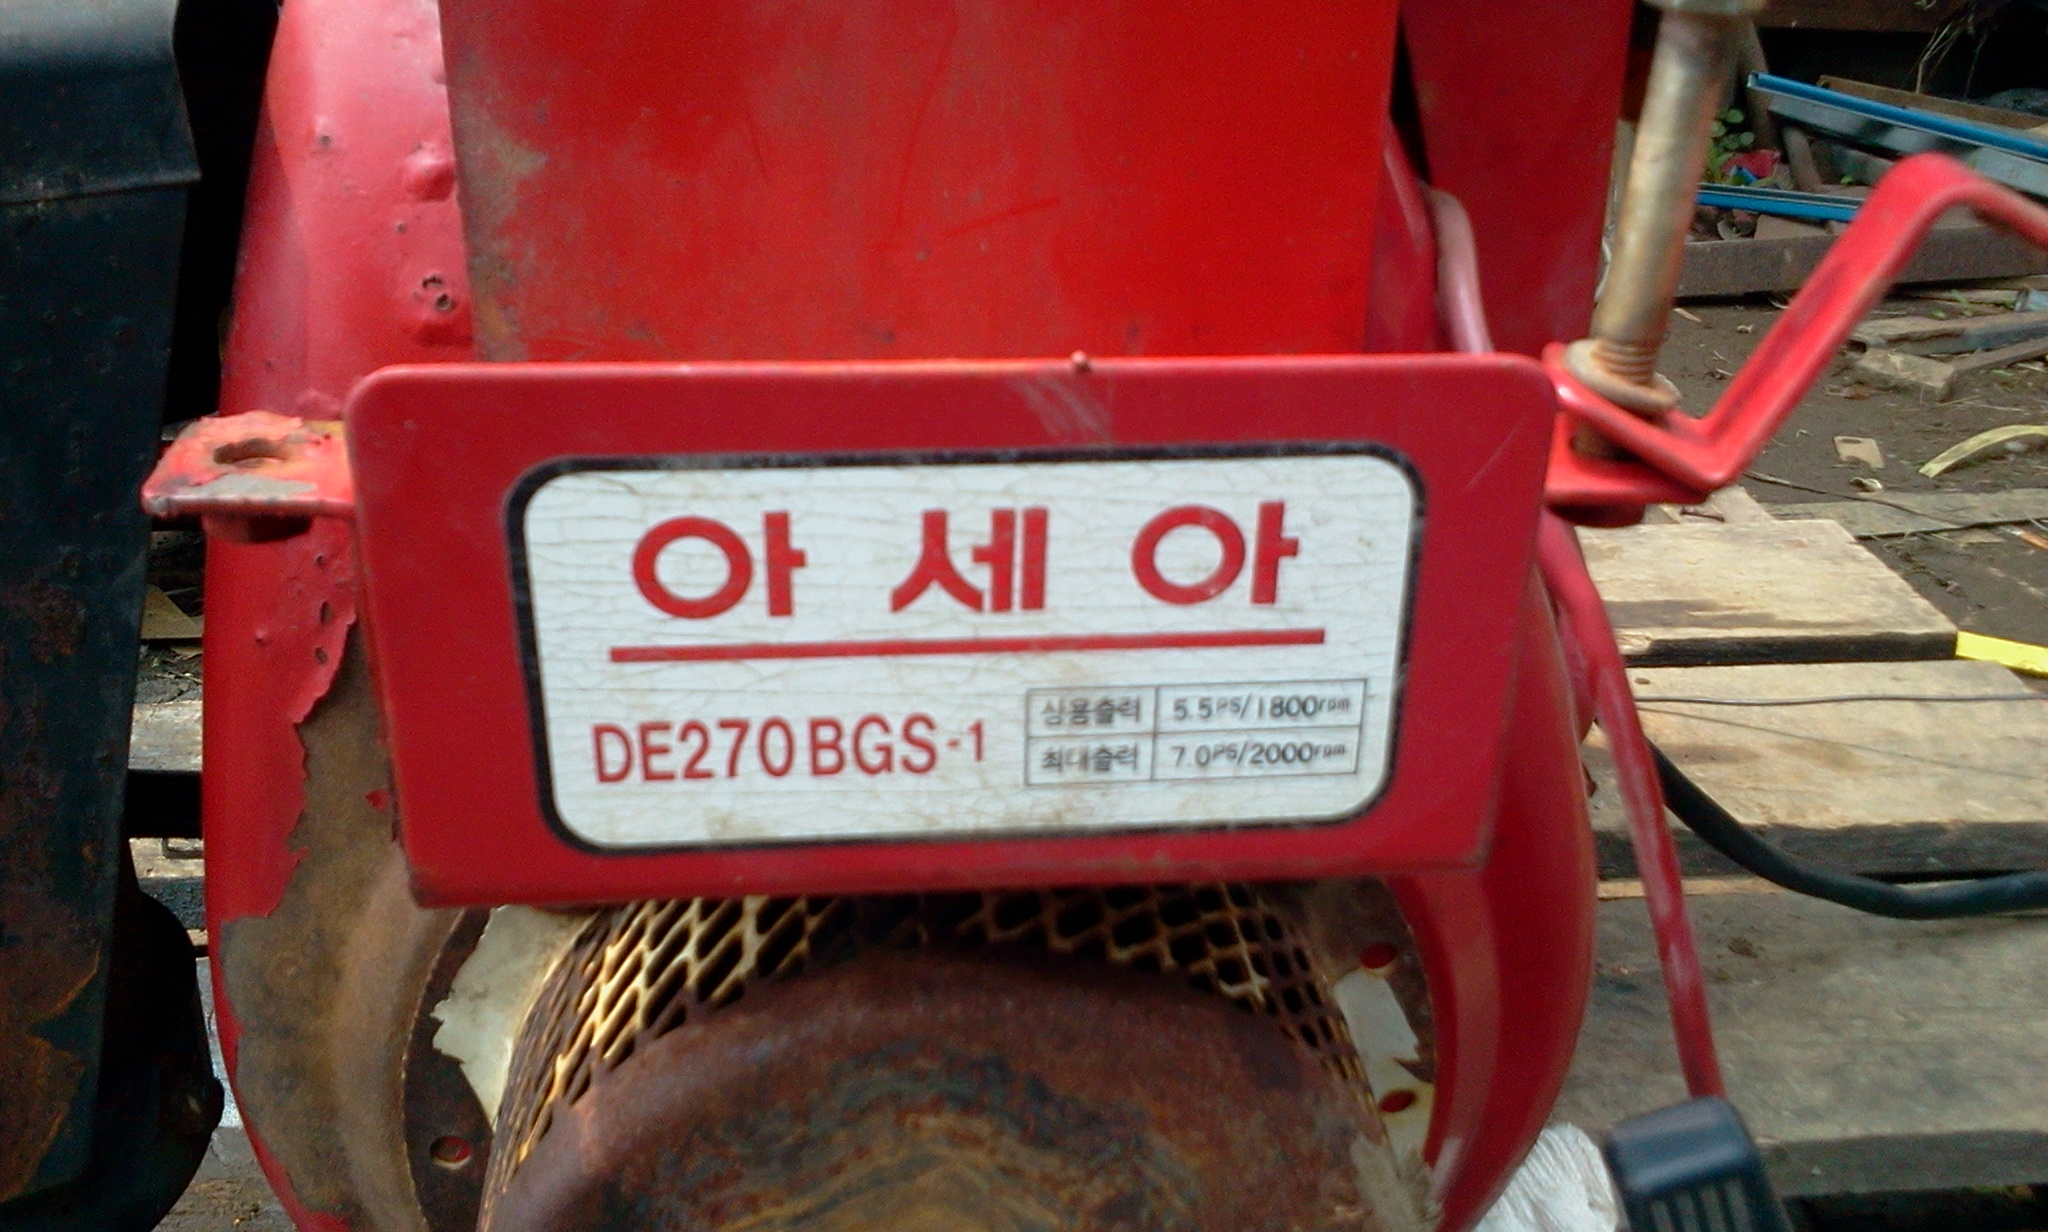 아세아
DE270BGS-1
상용출력 5.5PS/1800rpm
최대출력 7.0PS/2000rpm